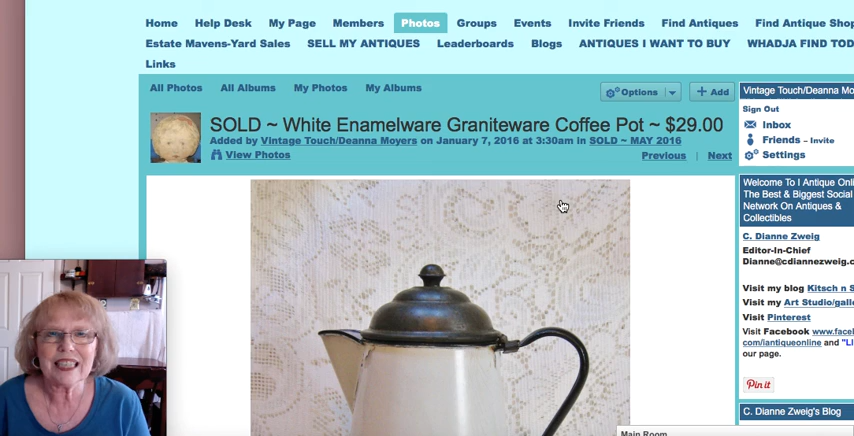 Home Help Desk My Page Members Photos Groups Events Invite Friends Find Antiques Find Antique Shop
Estate Mavens-Yard Sales SELL MY ANTIQUES Leaderboards Blogs ANTIQUES I WANT TO BUY WHADJA FIND TOD
Links
All Photos All Albums My Photos My Albums
Options Add
SOLD ~ White Enamelware Graniteware Coffee Pot ~ $29.00
Added by Vintage Touch/Deanna Moyers on January 7, 2016 at 3:30am in SOLD ~ MAY 2016
View Photos
Previous | Next
Vintage Touch/Deanna Mo
Sign Out
Inbox
Friends – Invite
Settings
Welcome To I Antique Onli
The Best & Biggest Social
Network On Antiques &
Collectibles
C. Dianne Zweig
Editor-In-Chief
Dianne@cdiannezweig.c
Visit my blog Kitsch n S
Visit my Art Studio/galle
Visit Pinterest
Visit Facebook www.face
com/iantiqueonline and "LI
our page.
Pin it
C. Dianne Zweig's Blog
Main Room